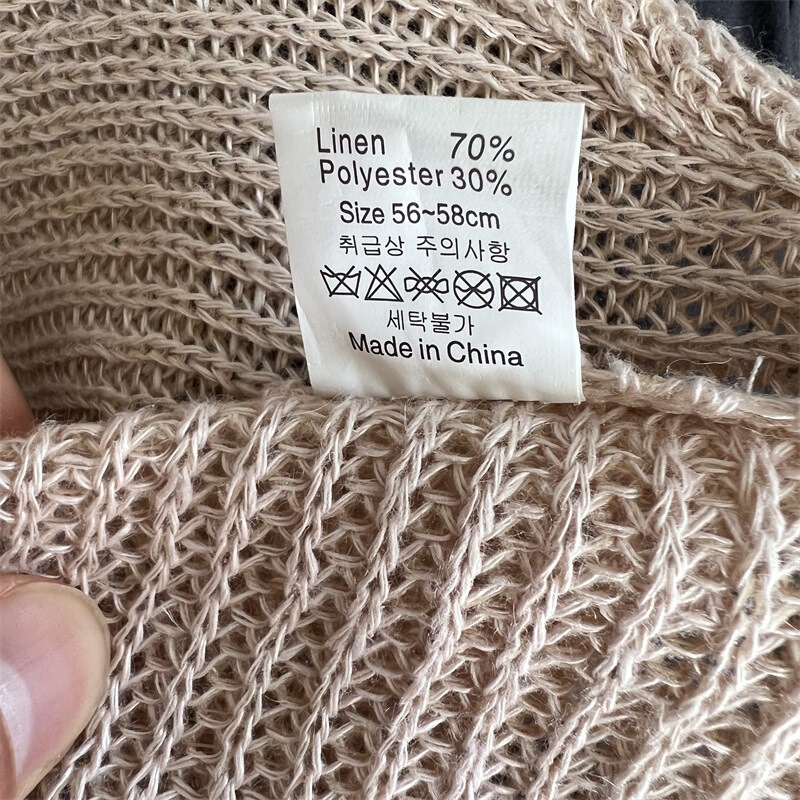 Linen 70%
Polyester 30%
Size 56~58cm
취급상 주의사항
세탁불가
Made in China